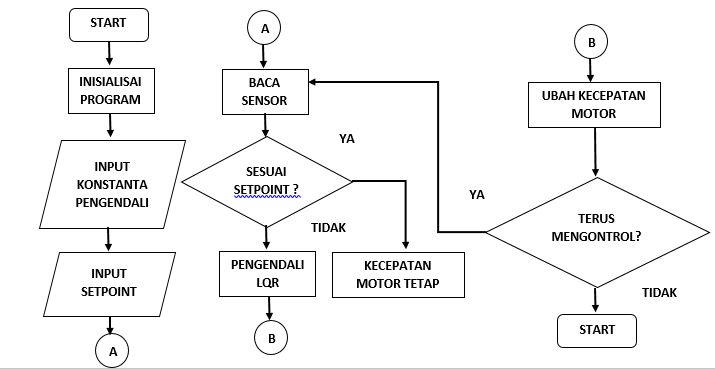 START
INISIALISAI
PROGRAM
INPUT
KONSTANTA
PENGENDALI
INPUT
SETPOINT
A
A
BACA
SENSOR
YA
SESUAI
SETPOINT ?
TIDAK
PENGENDALI
LQR
KECEPATAN
MOTOR TETAP
B
B
UBAH KECEPATAN
MOTOR
YA
TERUS
MENGONTROL?
TIDAK
START